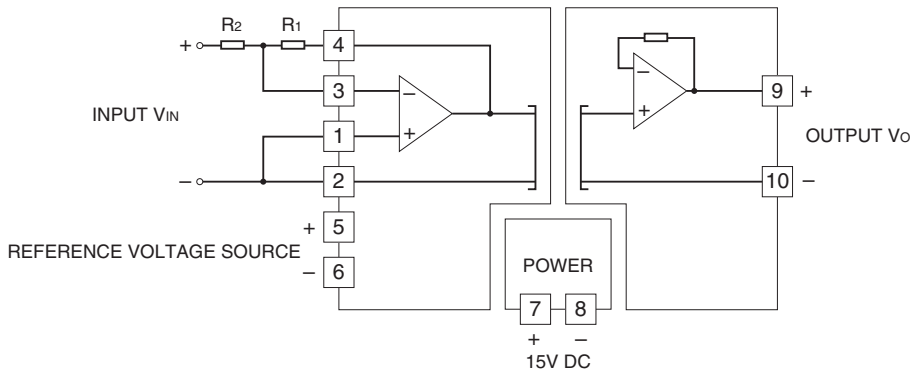 R2 R1
+ 4
3 − − 9 +
INPUT VIN
1 + + OUTPUT VO
− 2 10 −
+ 5
REFERENCE VOLTAGE SOURCE
− 6
POWER
7 8
+ −
15V DC